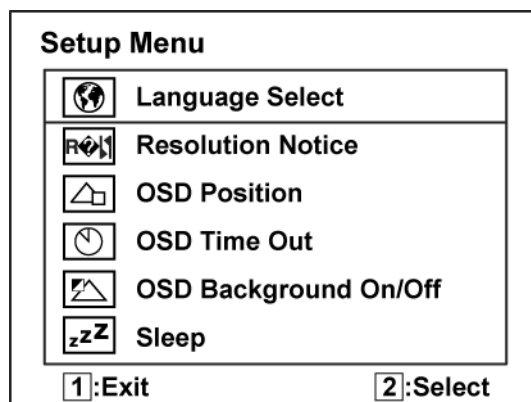 Setup Menu
Language Select
Resolution Notice
OSD Position
OSD Time Out
OSD Background On/Off
zzZ Sleep
1:Exit 2:Select